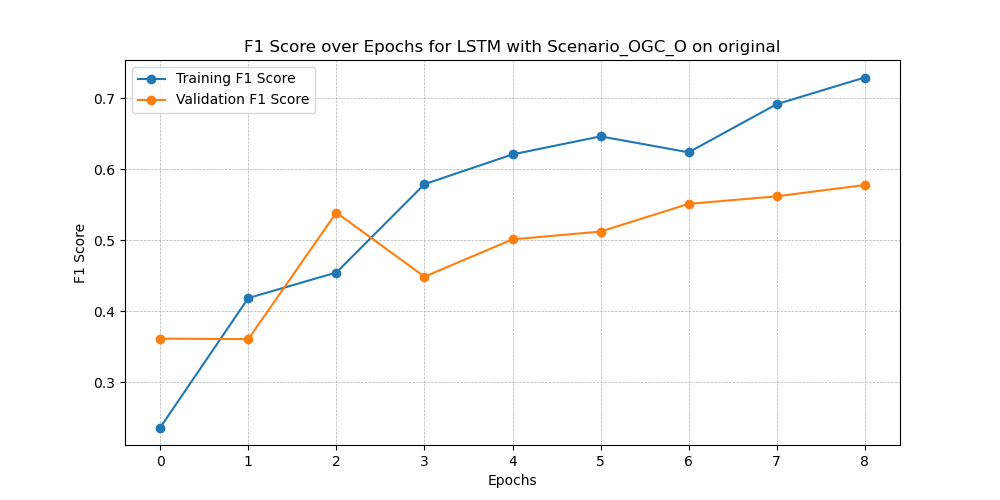 F1 Score over Epochs for LSTM with Scenario_OGC_O on original
Training F1 Score
Validation F1 Score
0.7
0.6
0.5
0.4
0.3
F1 Score
0 1 2 3 4 5 6 7 8
Epochs